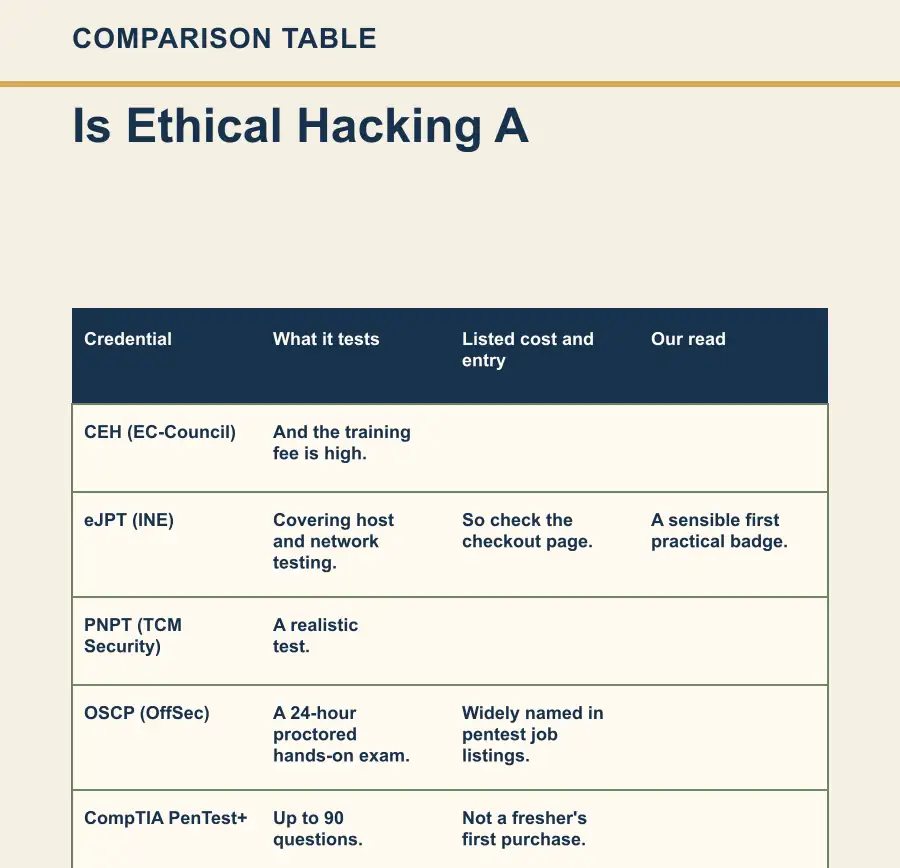 COMPARISON TABLE
Is Ethical Hacking A
Credential
What it tests
Listed cost and
entry
Our read
CEH (EC-Council)
And the training
fee is high.
eJPT (INE)
Covering host
and network
testing.
So check the
checkout page.
A sensible first
practical badge.
PNPT (TCM
Security)
A realistic
test.
OSCP (OffSec)
A 24-hour
proctored
hands-on exam.
Widely named in
pentest job
listings.
CompTIA PenTest+
Up to 90
questions.
Not a fresher's
first purchase.